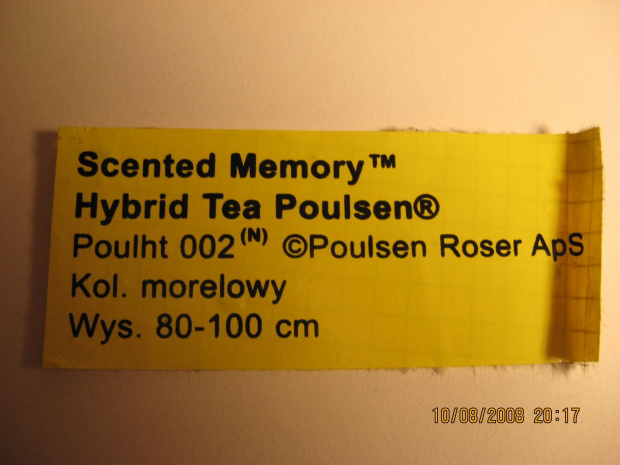 Scented Memory™
Hybrid Tea Poulsen®
Poulht 002(N) ©Poulsen Roser ApS
Kol. morelowy
Wys. 80-100 cm
10/08/2008 20:17